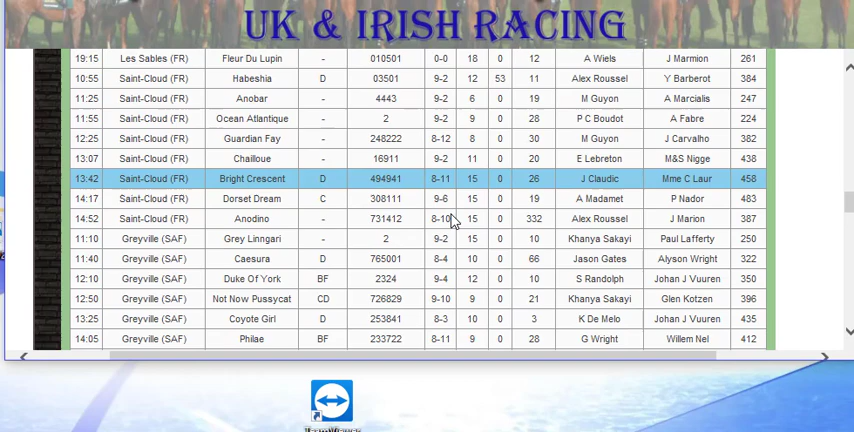 UK & IRISH RACING
19:15 Les Sables (FR) Fleur Du Lupin - 010501 0-0 18 0 12 A Wiels J Marmion 261
10:55 Saint-Cloud (FR) Habeshia D 03501 9-2 12 53 11 Alex Roussel Y Barberot 384
11:25 Saint-Cloud (FR) Anobar - 4443 9-2 6 0 19 M Guyon A Marcialis 247
11:55 Saint-Cloud (FR) Ocean Atlantique - 2 9-2 9 0 28 P C Boudot A Fabre 224
12:25 Saint-Cloud (FR) Guardian Fay - 248222 8-12 8 0 30 M Guyon J Carvalho 382
13:07 Saint-Cloud (FR) Chailloue - 16911 9-2 11 0 20 E Lebreton M&S Nigge 438
13:42 Saint-Cloud (FR) Bright Crescent D 494941 8-11 15 0 26 J Claudic Mme C Laur 458
14:17 Saint-Cloud (FR) Dorset Dream C 308111 9-6 15 0 19 A Madamet P Nador 483
14:52 Saint-Cloud (FR) Anodino - 731412 8-10 15 0 332 Alex Roussel J Marion 387
11:10 Greyville (SAF) Grey Linngari - 2 9-2 15 0 10 Khanya Sakayi Paul Lafferty 250
11:40 Greyville (SAF) Caesura D 765001 8-4 10 0 66 Jason Gates Alyson Wright 322
12:10 Greyville (SAF) Duke Of York BF 2324 9-4 12 0 10 S Randolph Johan J Vuuren 350
12:50 Greyville (SAF) Not Now Pussycat CD 726829 9-10 9 0 21 Khanya Sakayi Glen Kotzen 396
13:25 Greyville (SAF) Coyote Girl D 253841 8-3 10 0 3 K De Melo Johan J Vuuren 435
14:05 Greyville (SAF) Philae BF 233722 8-11 9 0 28 G Wright Willem Nel 412